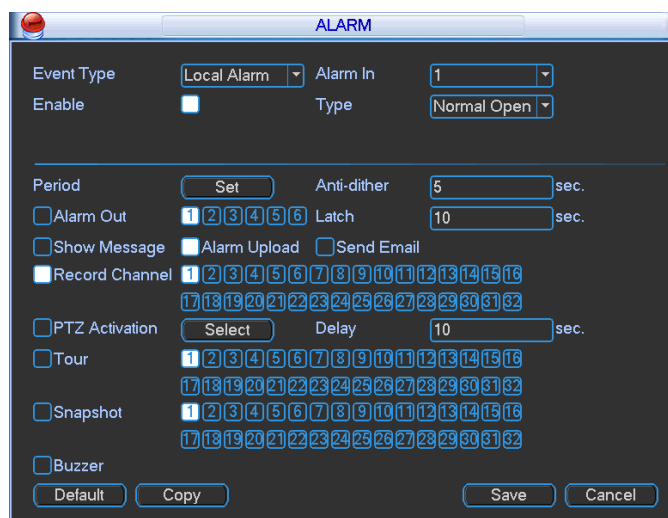 ALARM
Event Type Local Alarm Alarm In 1
Enable Type Normal Open
Period Set Anti-dither 5 sec.
Alarm Out 1 2 3 4 5 6 Latch 10 sec.
Show Message Alarm Upload Send Email
Record Channel 1 2 3 4 5 6 7 8 9 10 11 12 13 14 15 16
17 18 19 20 21 22 23 24 25 26 27 28 29 30 31 32
PTZ Activation Select Delay 10 sec.
Tour 1 2 3 4 5 6 7 8 9 10 11 12 13 14 15 16
17 18 19 20 21 22 23 24 25 26 27 28 29 30 31 32
Snapshot 1 2 3 4 5 6 7 8 9 10 11 12 13 14 15 16
17 18 19 20 21 22 23 24 25 26 27 28 29 30 31 32
Buzzer
Default Copy Save Cancel